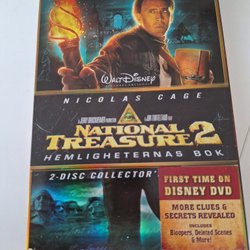 WALT DISNEY
NICOLAS CAGE
A JERRY BRUCKHEIMER PRODUCTION
A JON TURTELTAUB FILM
NATIONAL
TREASURE 2
HEMLIGHETERNAS BOK
2-DISC COLLECTOR
FIRST TIME ON
DISNEY DVD
MORE CLUES &
SECRETS REVEALED
INCLUDES
Bloopers, Deleted Scenes
& More!